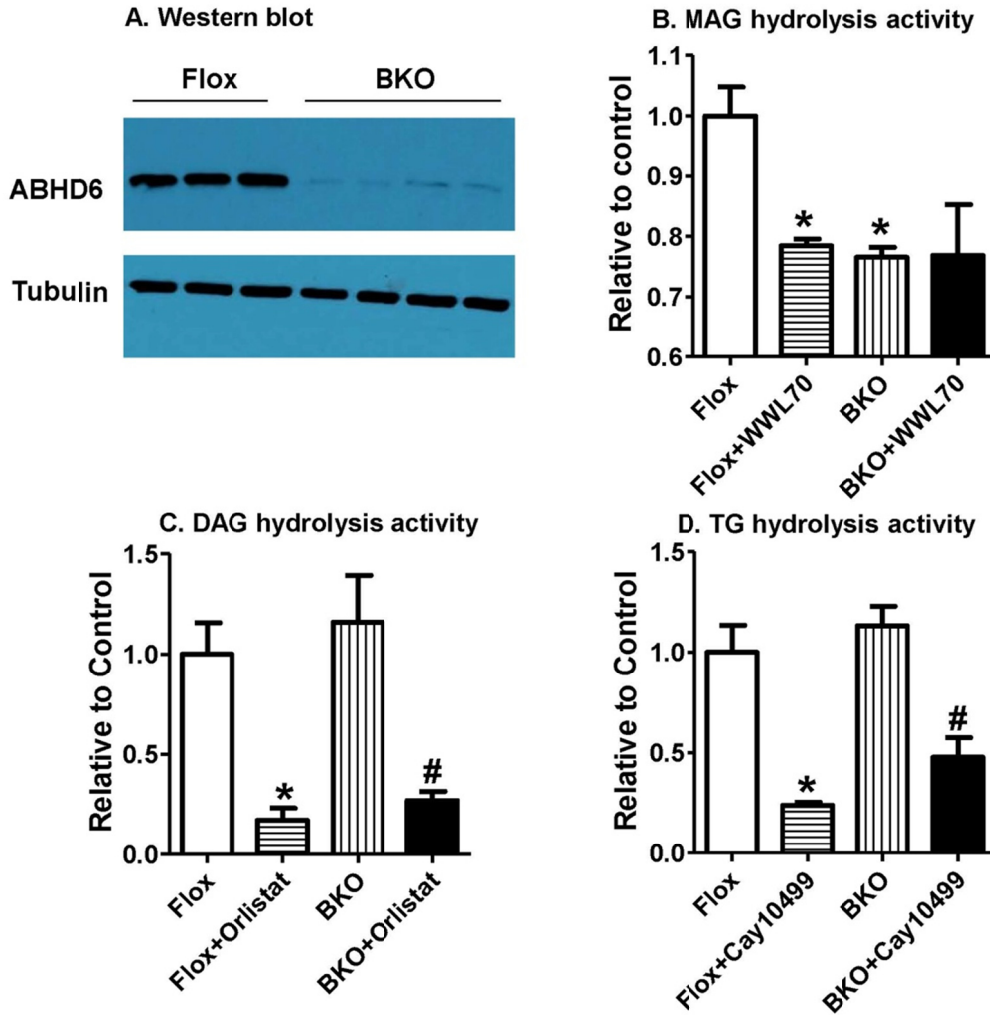 A. Western blot
Flox BKO
ABHD6
Tubulin
B. MAG hydrolysis activity
Relative to control
1.1
1.0
0.9
0.8
0.7
0.6
*
*
Flox
Flox+WWL70
BKO
BKO+WWL70
C. DAG hydrolysis activity
Relative to Control
1.5
1.0
0.5
0.0
*
#
Flox
Flox+Orlistat
BKO
BKO+Orlistat
D. TG hydrolysis activity
Relative to Control
1.5
1.0
0.5
0.0
*
#
Flox
Flox+Cay10499
BKO
BKO+Cay10499